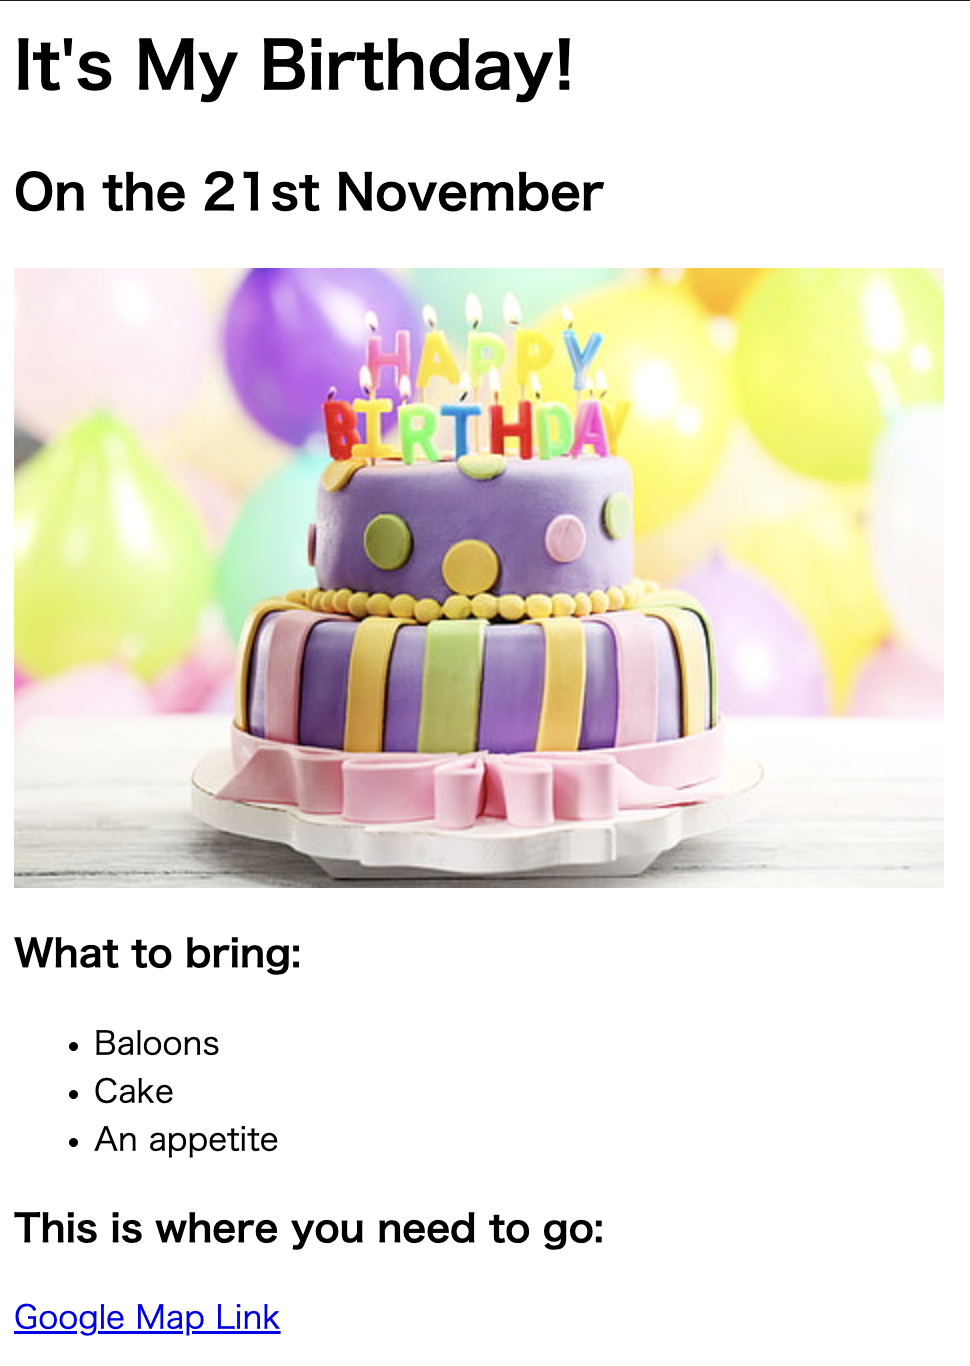 It's My Birthday!
On the 21st November
HAPPY
BIRTHDAY
What to bring:
Baloons
Cake
An appetite
This is where you need to go:
Google Map Link